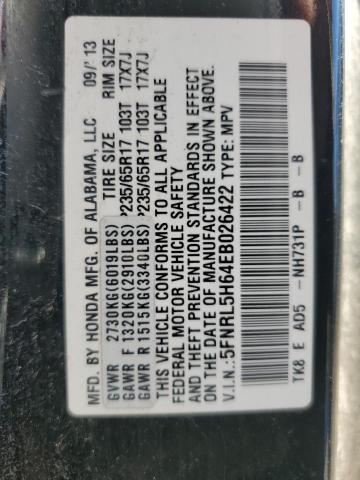 MFD. BY HONDA MFG. OF ALABAMA, LLC 09/'13
TIRE SIZE RIM SIZE
GVWR 2730KG(6019LBS)
GAWR F 1320KG(2910LBS) P235/65R17 103T 17X7J
GAWR R 1515KG(3340LBS) P235/65R17 103T 17X7J
THIS VEHICLE CONFORMS TO ALL APPLICABLE
FEDERAL MOTOR VEHICLE SAFETY
AND THEFT PREVENTION STANDARDS IN EFFECT
ON THE DATE OF MANUFACTURE SHOWN ABOVE.
V.I.N.:5FNRL5H64EB026422 TYPE: MPV
TK8 E AD5 -NH731P -B -B